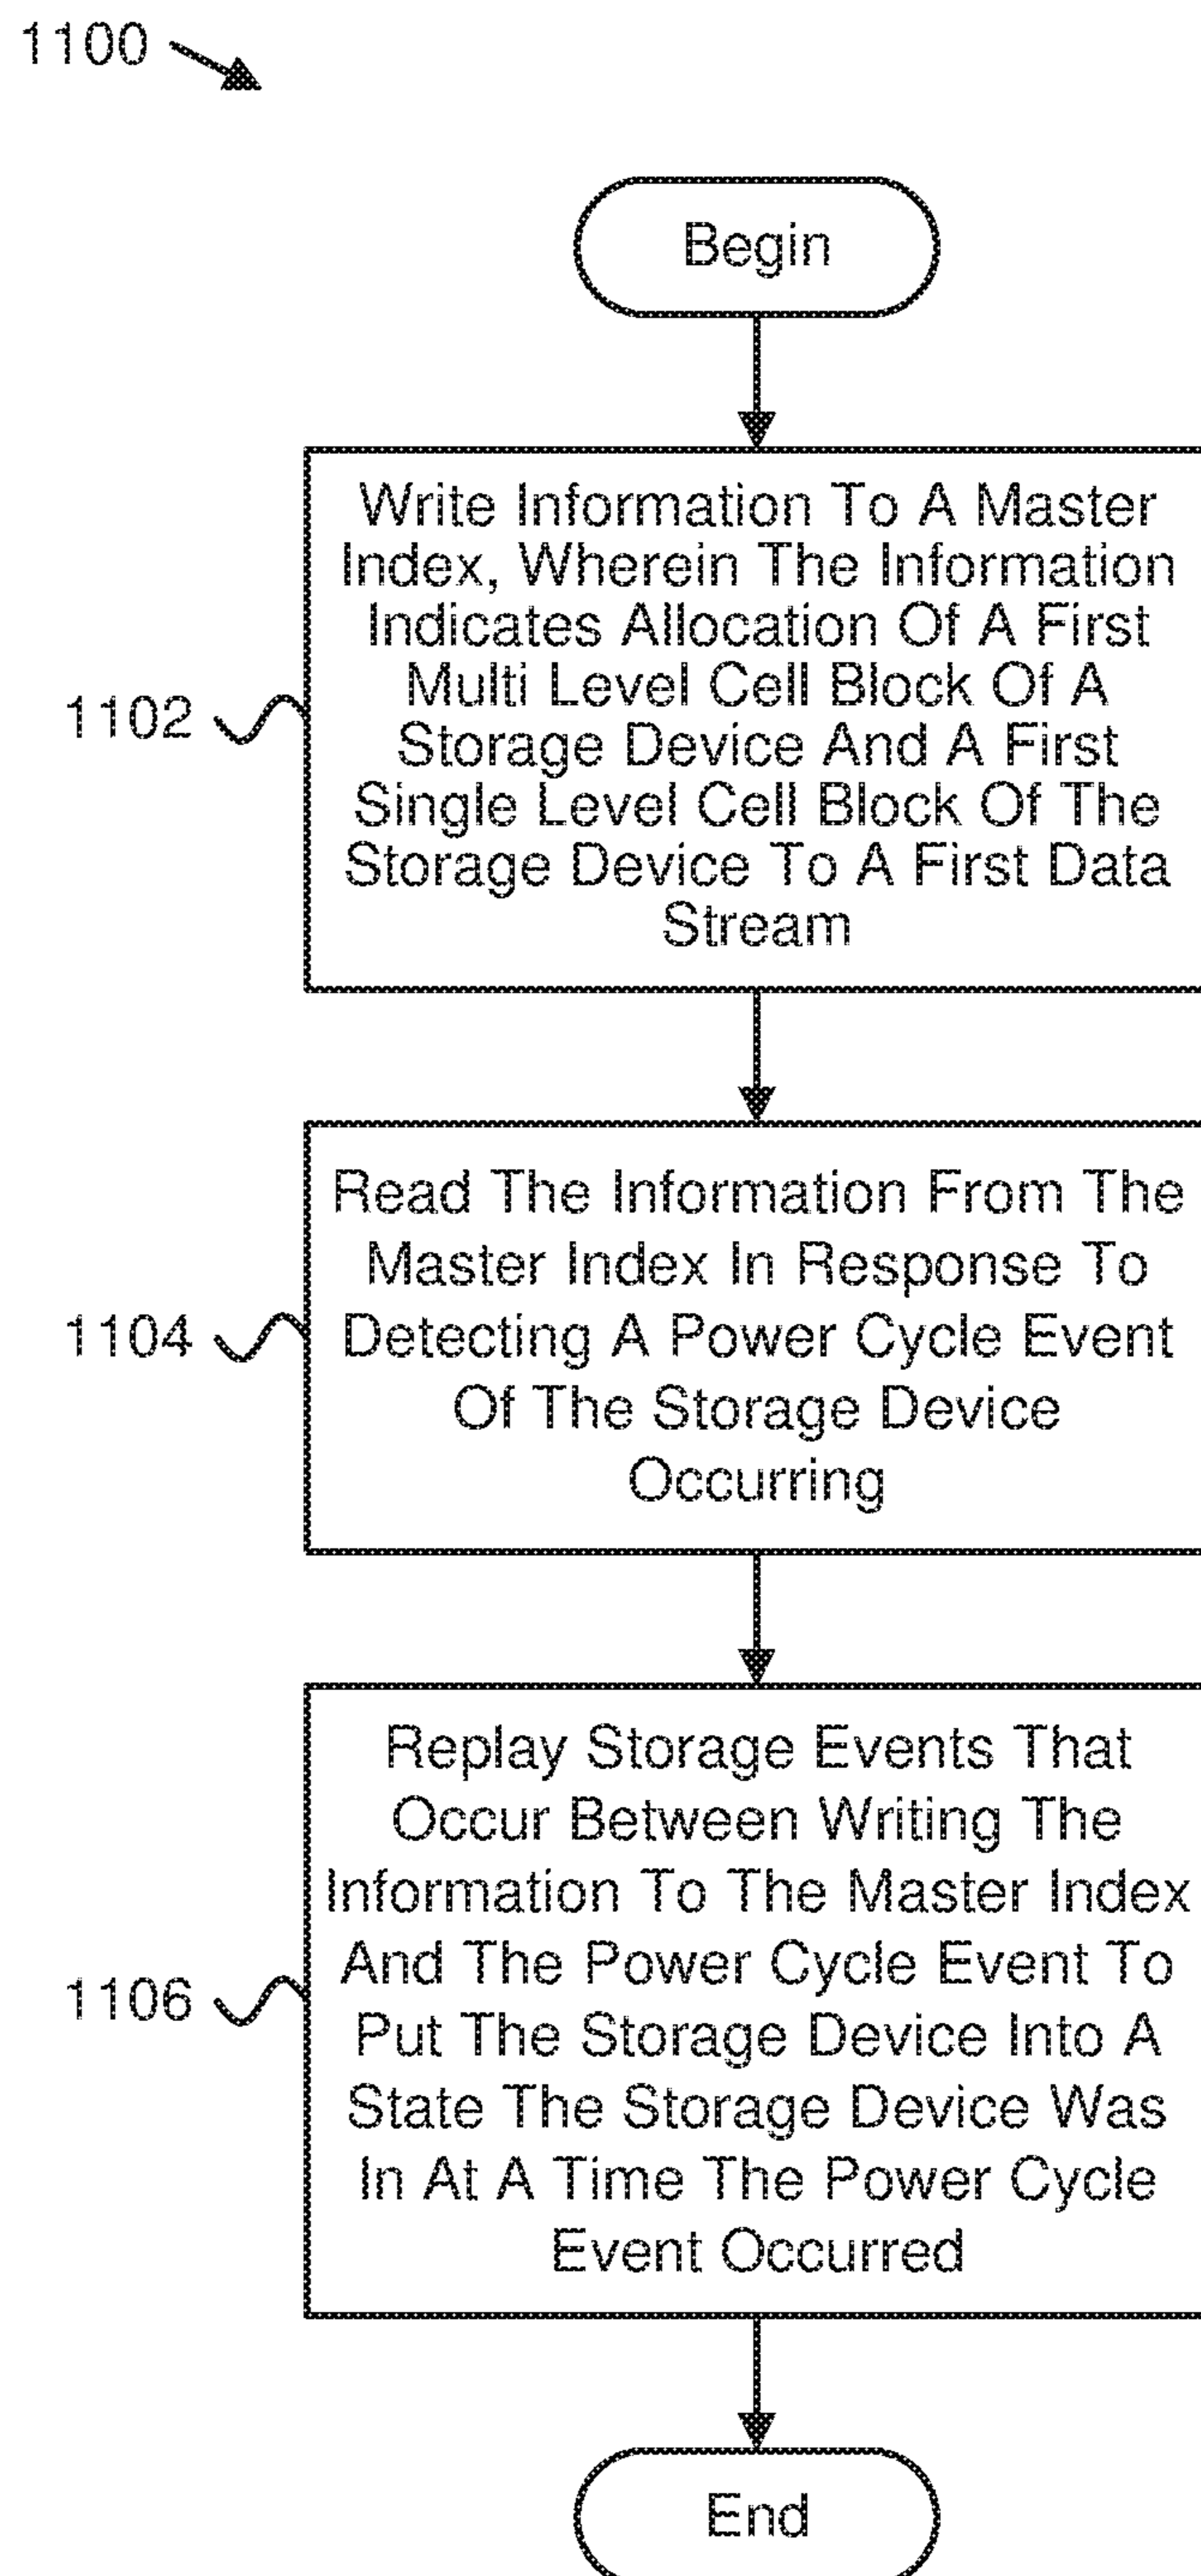 1100
Begin
Write Information To A Master
Index, Wherein The Information
Indicates Allocation Of A First
Multi Level Cell Block Of A
Storage Device And A First
Single Level Cell Block Of The
Storage Device To A First Data
Stream
1102
Read The Information From The
Master Index In Response To
Detecting A Power Cycle Event
Of The Storage Device
Occurring
1104
Replay Storage Events That
Occur Between Writing The
Information To The Master Index
And The Power Cycle Event To
Put The Storage Device Into A
State The Storage Device Was
In At A Time The Power Cycle
Event Occurred
1106
End